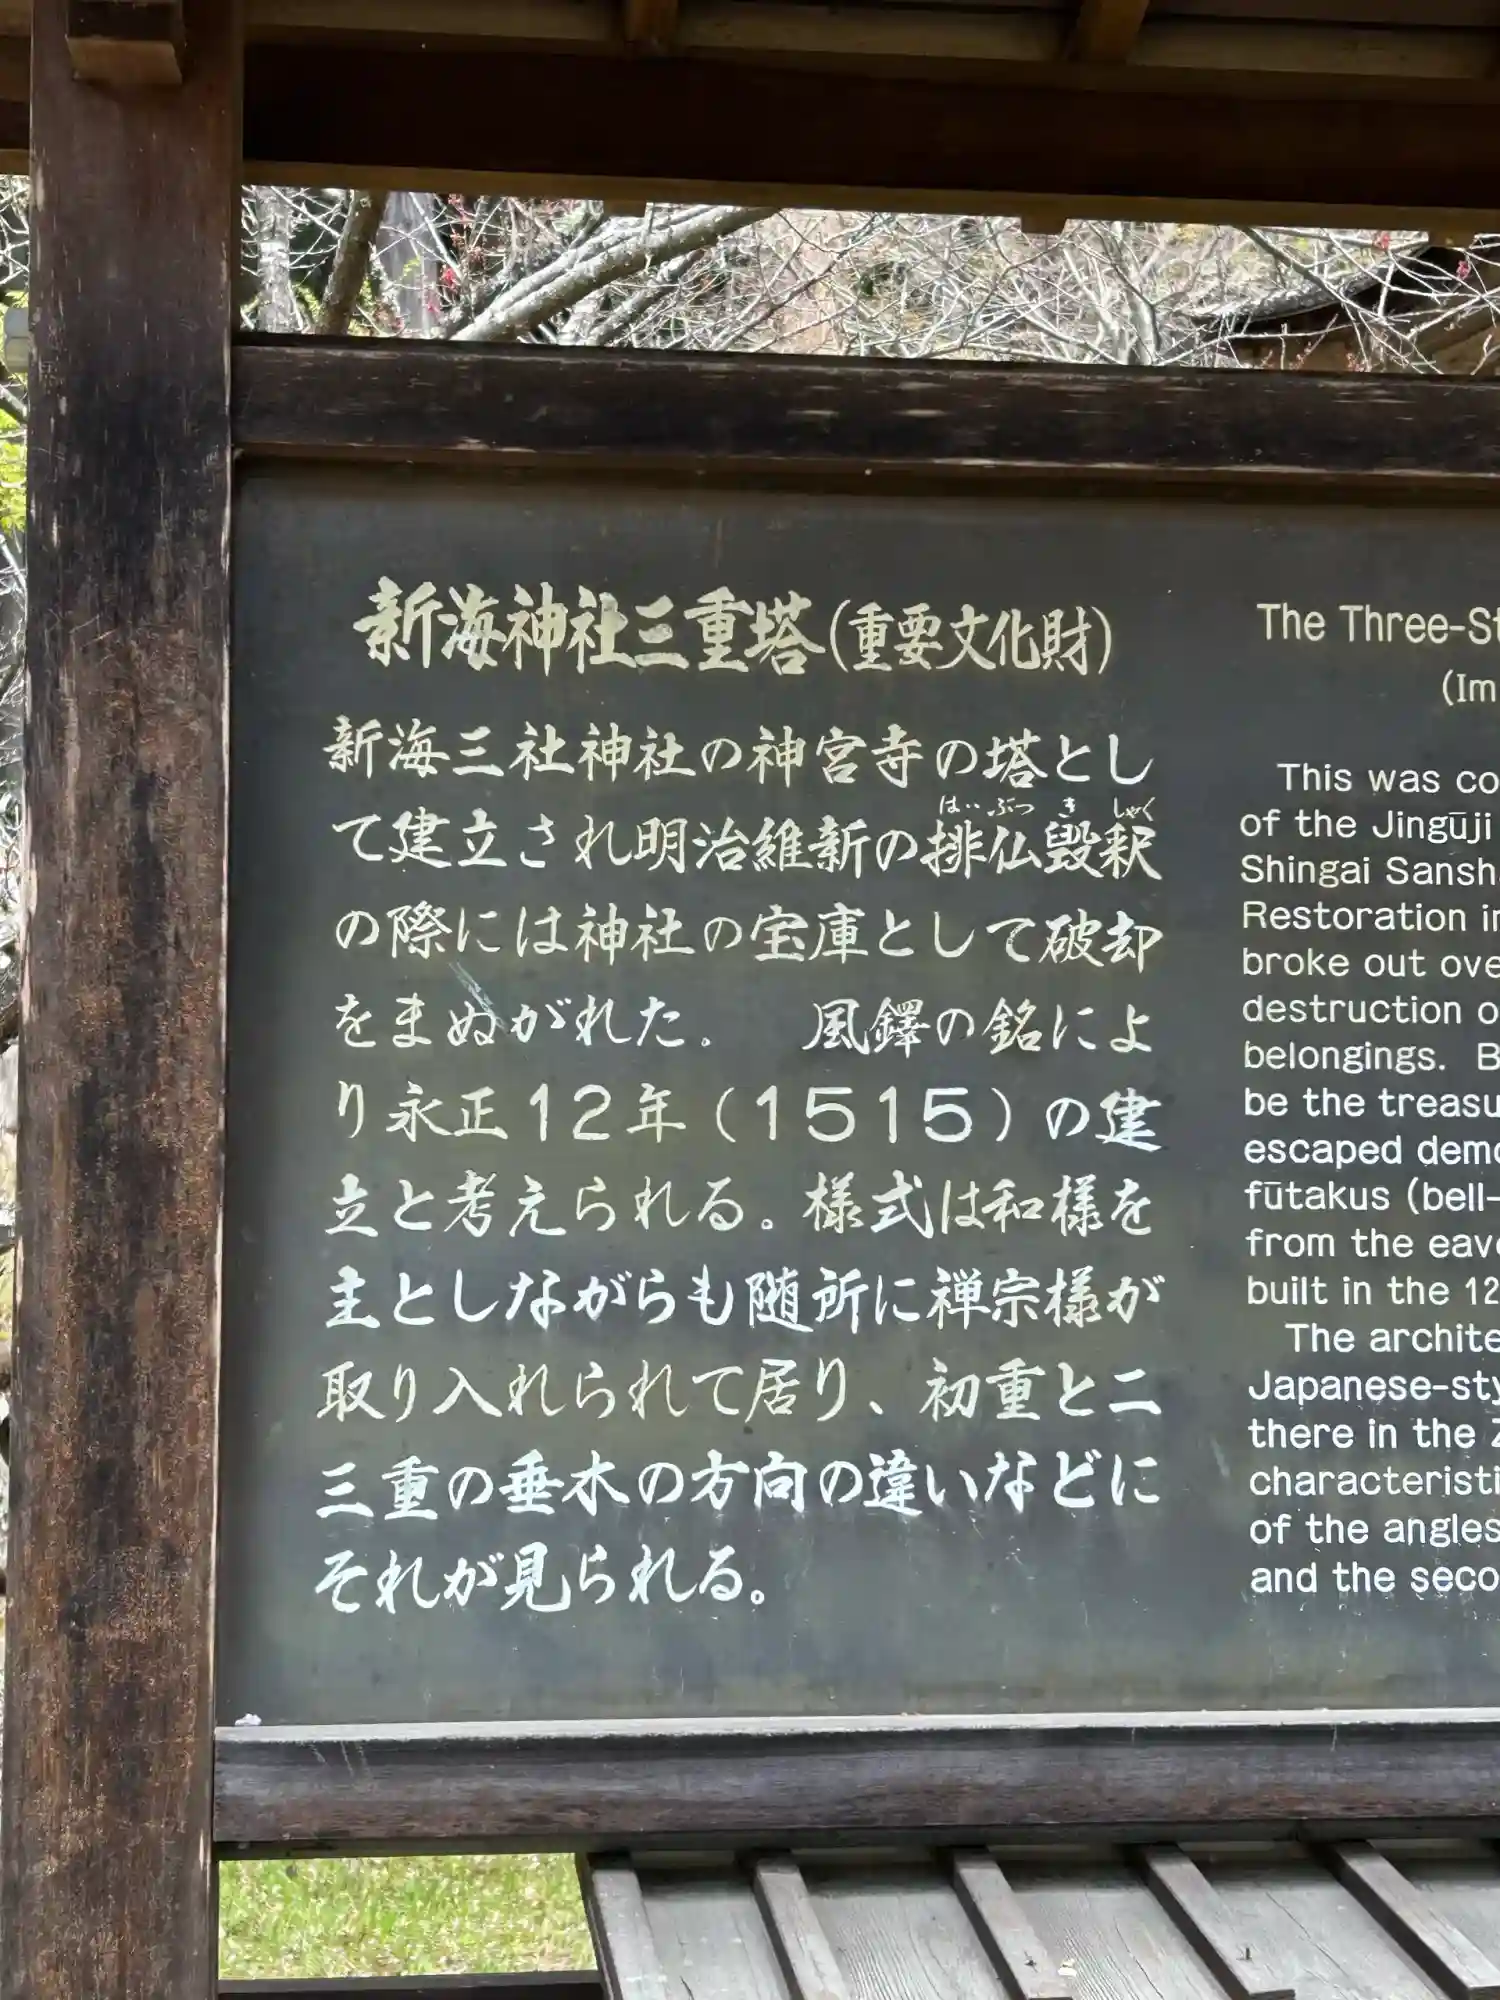 新海神社三重塔(重要文化財)
新海三社神社の神宮寺の塔とし
はいぶつきしゃく
て建立され明治維新の排仏毀釈
の際には神社の宝庫として破却
をまぬがれた。 風鐸の銘によ
り永正12年(1515)の建
立と考えられる。様式は和様を
主としながらも随所に禅宗様が
取り入れられて居り、初重と二
三重の垂木の方向の違いなどに
それが見られる。
The Three-St
(Im
This was co
of the Jingūji
Shingai Sansh
Restoration in
broke out ove
destruction o
belongings. B
be the treasu
escaped demo
fūtakus (bell-
from the eave
built in the 12
The archite
Japanese-sty
there in the Z
characteristi
of the angles
and the seco